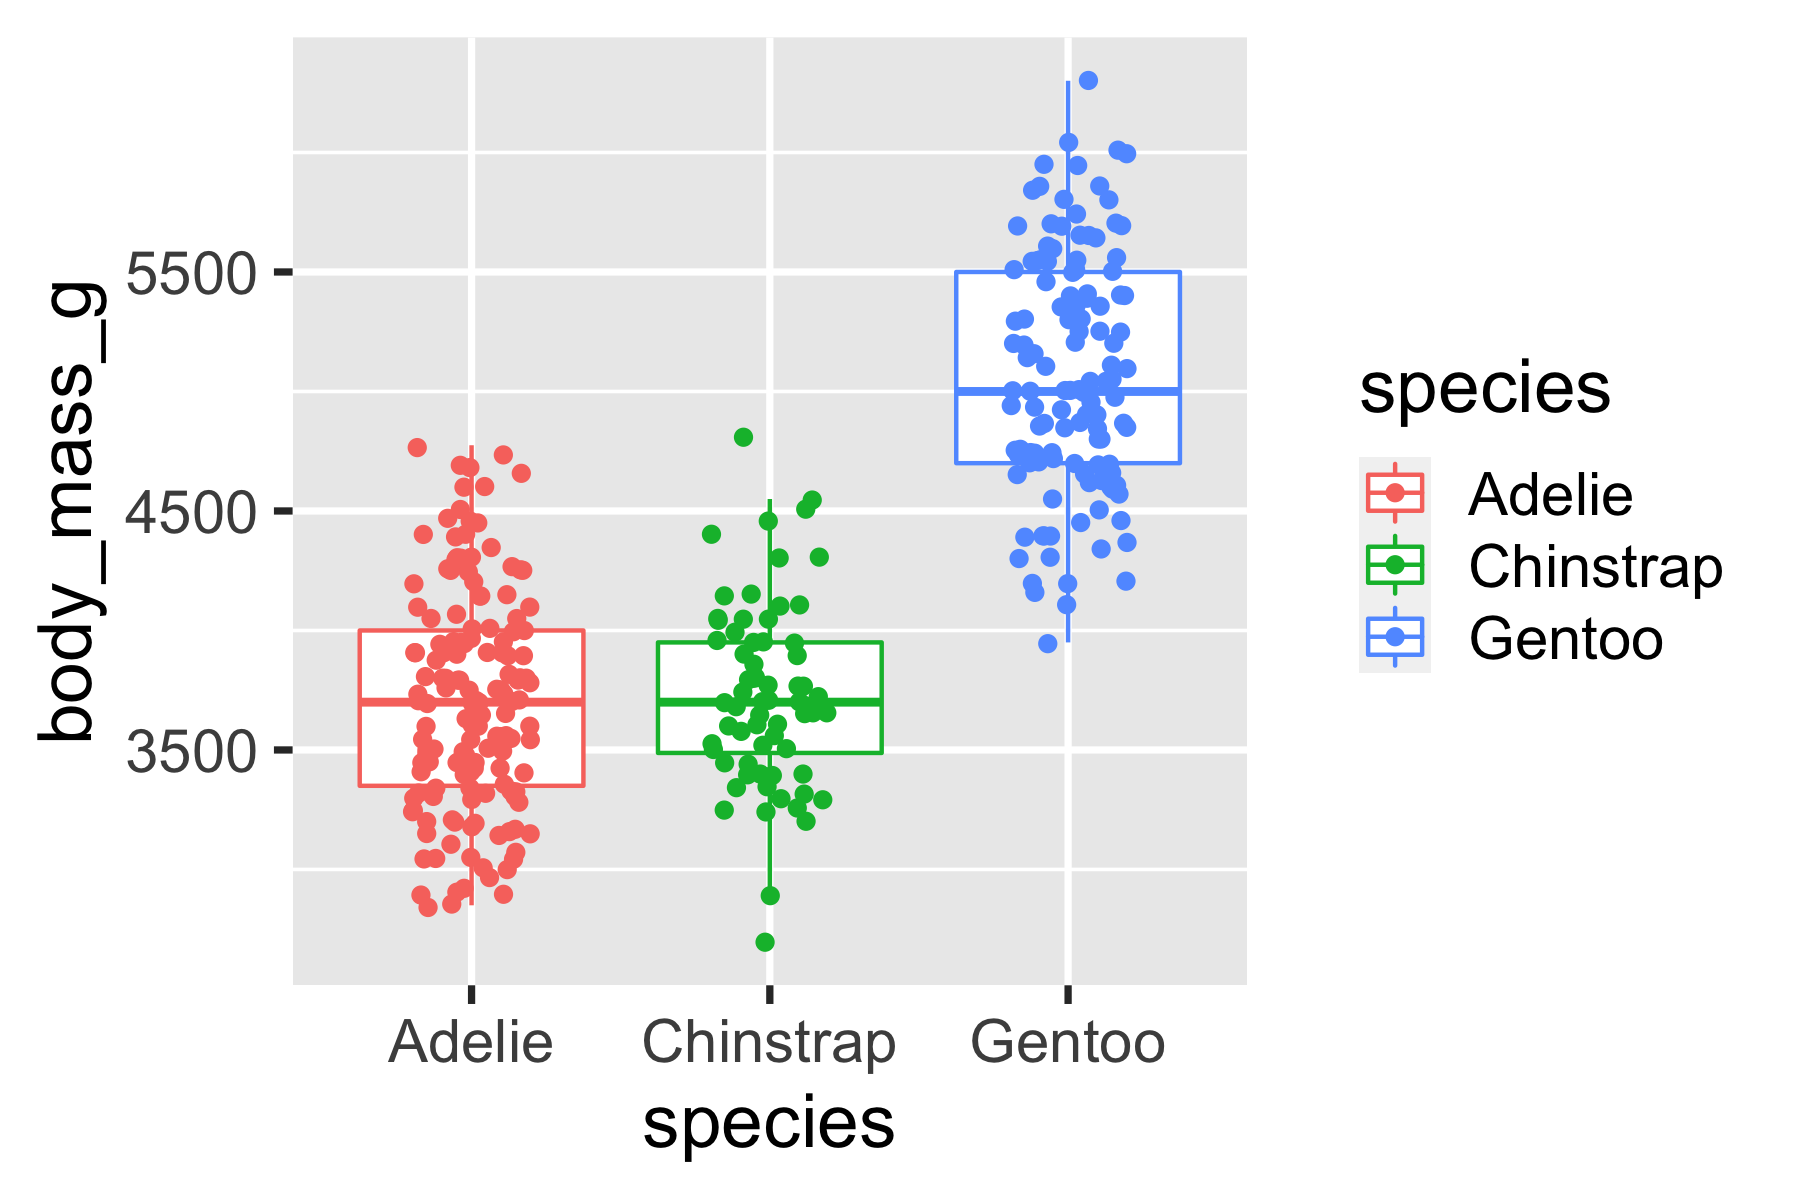 body_mass_g
5500
4500
3500
Adelie Chinstrap Gentoo
species
species
Adelie
Chinstrap
Gentoo